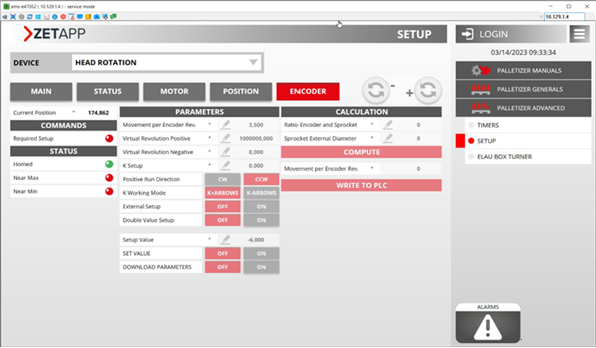 emx-e47052 ( 10.129.1.4 ) - service mode
10.129.1.4
ZETAPP
SETUP
LOGIN
03/14/2023 09:33:34
DEVICE
HEAD ROTATION
MAIN
STATUS
MOTOR
POSITION
ENCODER
- +
Current Position ° 174,862
COMMANDS
Required Setup
STATUS
Homed
Near Max
Near Min
PARAMETERS
Movement per Encoder Rev. ° 3,500
Virtual Revolution Positive ° 1000000,000
Virtual Revolution Negative ° 0,000
K Setup ° 0,000
Positive Run Direction CW CCW
K Working Mode K+ARROWS K-ARROWS
External Setup OFF ON
Double Value Setup OFF ON
Setup Value ° -6,000
SET VALUE OFF ON
DOWNLOAD PARAMETERS OFF ON
CALCULATION
Ratio Encoder and Sprocket ° 0
Sprocket External Diameter ° 0
COMPUTE
Movement per Encoder Rev. ° 0
WRITE TO PLC
PALLETIZER MANUALS
PALLETIZER GENERALS
PALLETIZER ADVANCED
TIMERS
SETUP
ELAU BOX TURNER
ALARMS